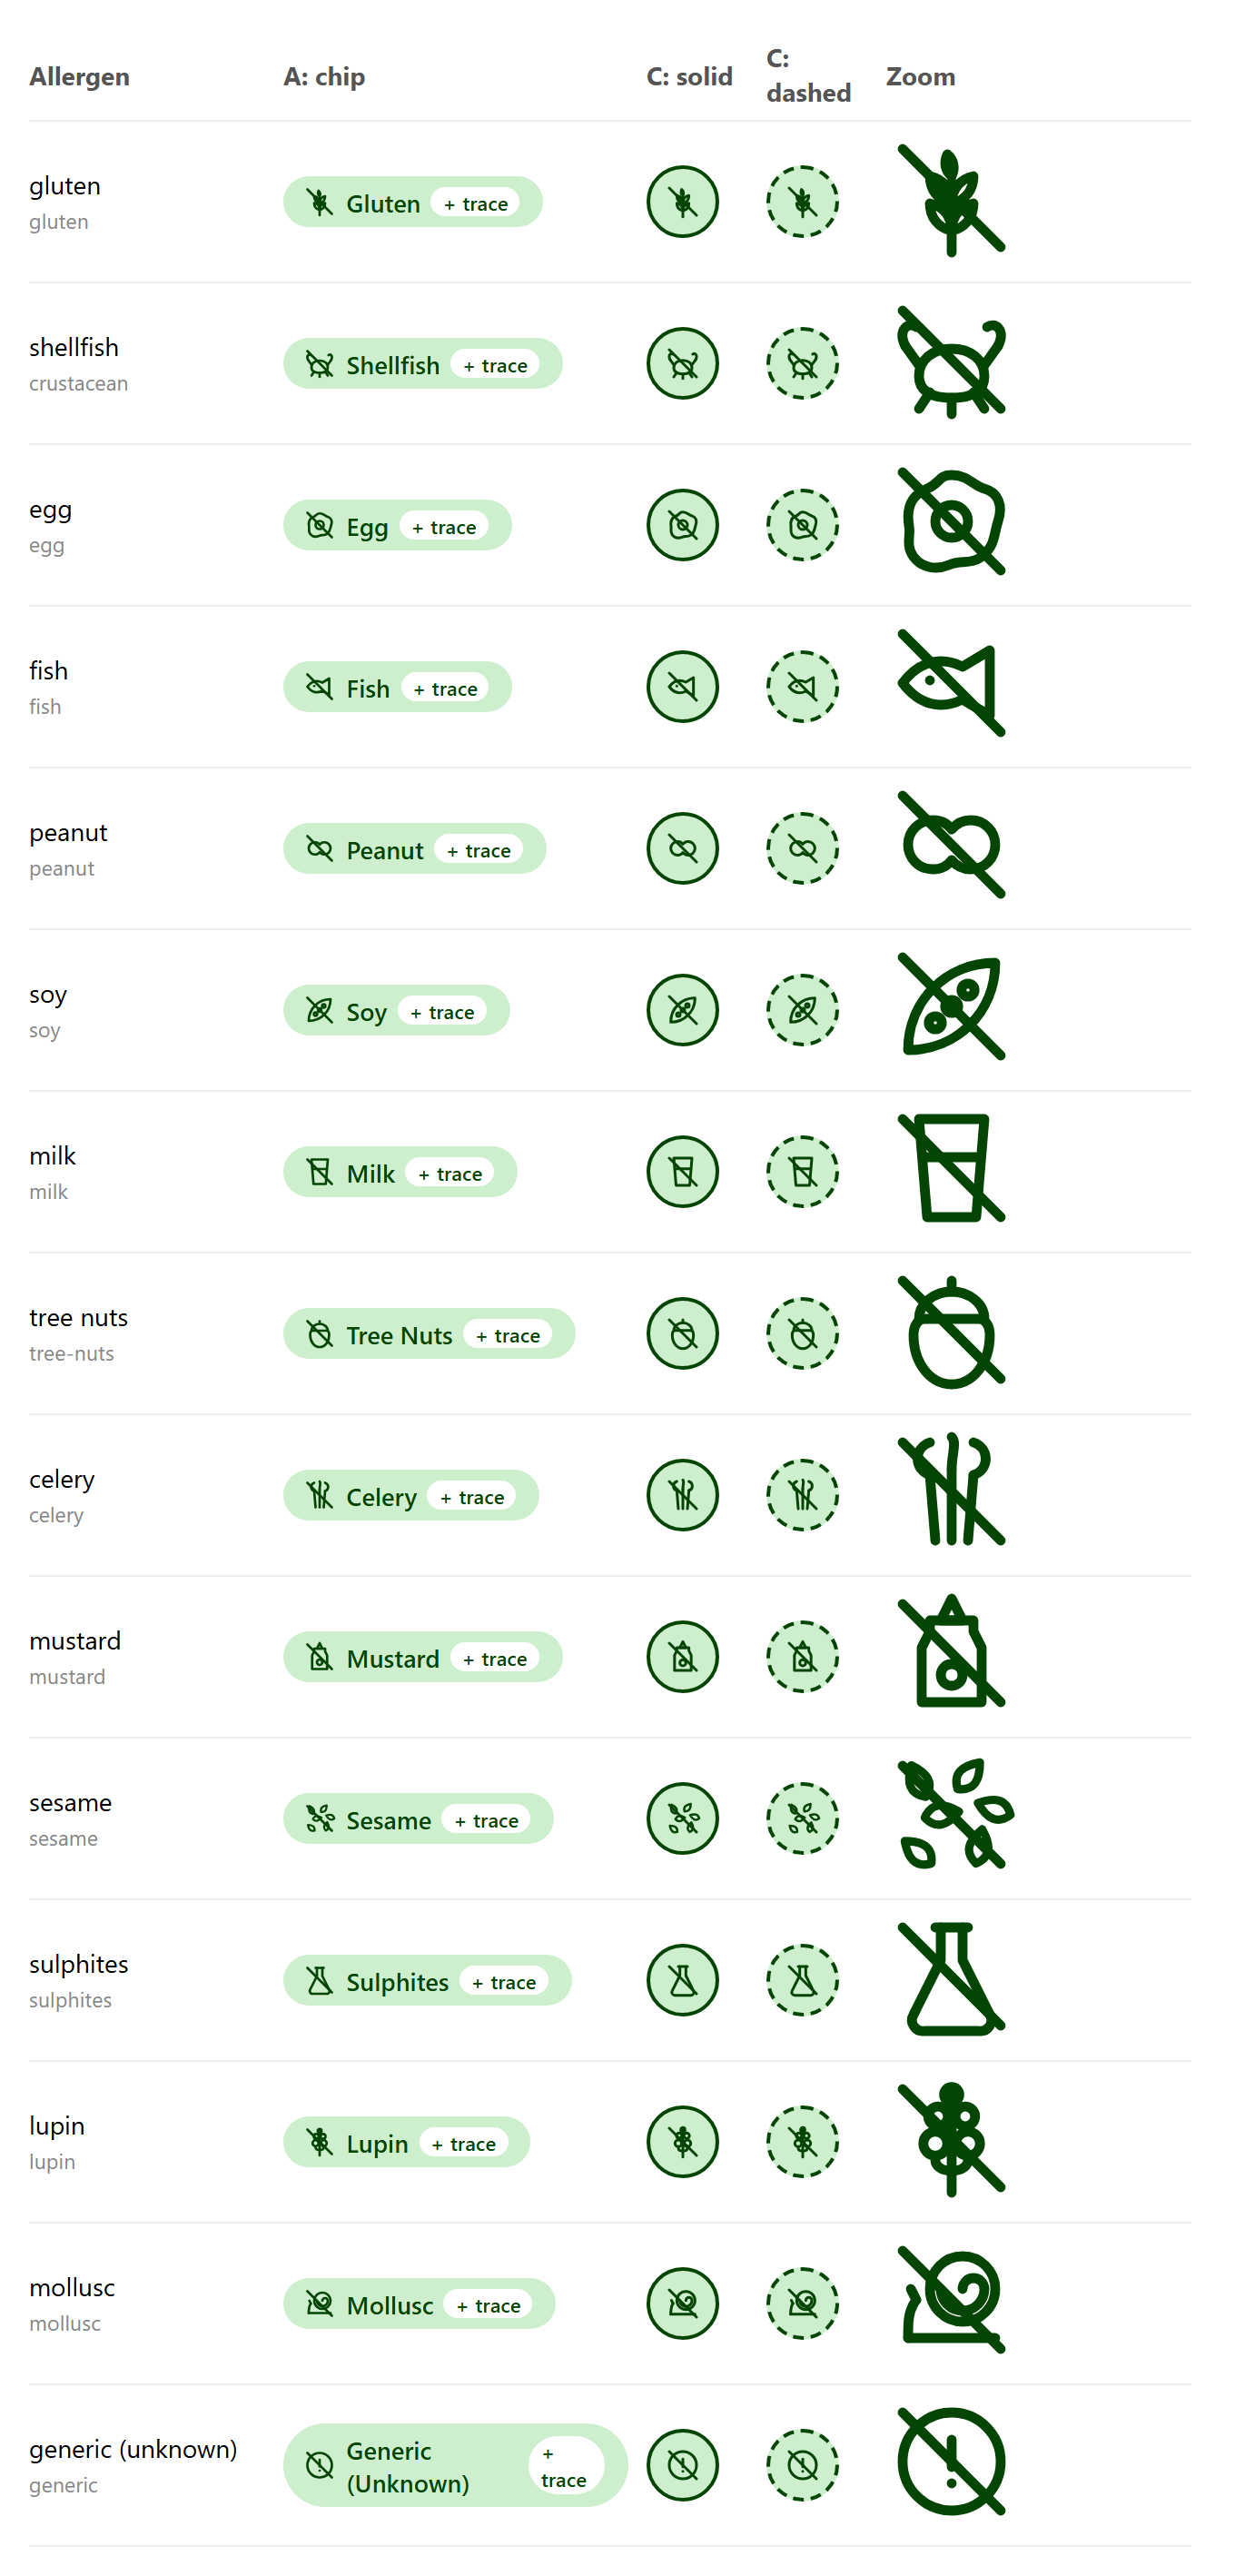 Allergen A: chip C: solid C: dashed Zoom
gluten
gluten
Gluten + trace
shellfish
crustacean
Shellfish + trace
egg
egg
Egg + trace
fish
fish
Fish + trace
peanut
peanut
Peanut + trace
soy
soy
Soy + trace
milk
milk
Milk + trace
tree nuts
tree-nuts
Tree Nuts + trace
celery
celery
Celery + trace
mustard
mustard
Mustard + trace
sesame
sesame
Sesame + trace
sulphites
sulphites
Sulphites + trace
lupin
lupin
Lupin + trace
mollusc
mollusc
Mollusc + trace
generic (unknown)
generic
Generic
(Unknown)
+
trace